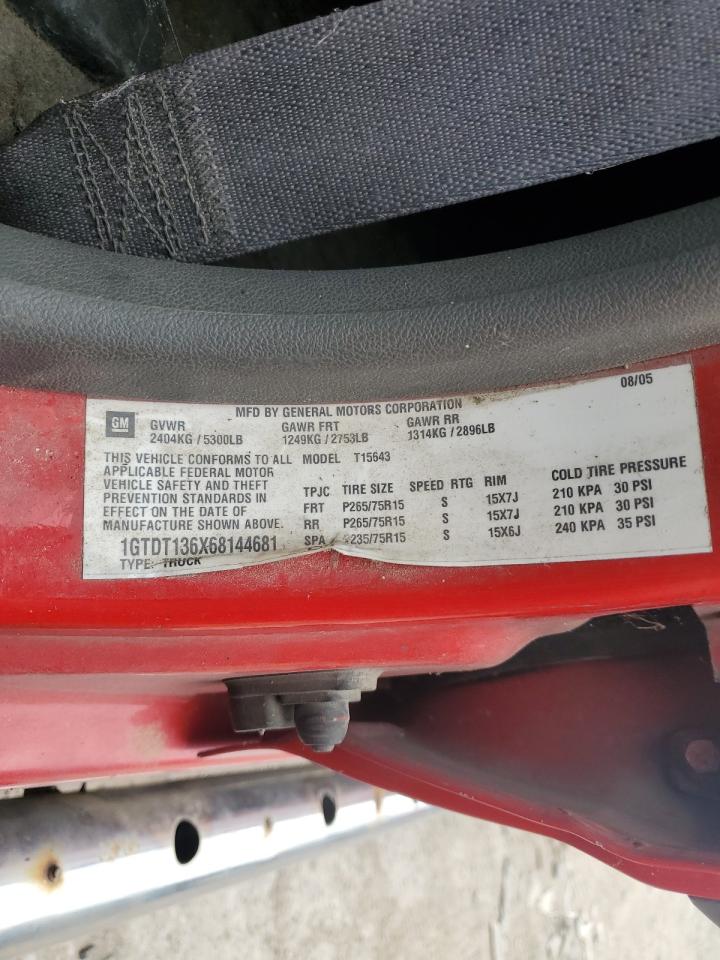 MFD BY GENERAL MOTORS CORPORATION 08/05
GM GVWR GAWR FRT GAWR RR
2404KG / 5300LB 1249KG / 2753LB 1314KG / 2896LB
THIS VEHICLE CONFORMS TO ALL
APPLICABLE FEDERAL MOTOR
VEHICLE SAFETY AND THEFT
PREVENTION STANDARDS IN
EFFECT ON THE DATE OF
MANUFACTURE SHOWN ABOVE.
1GTDT136X68144681
TYPE: TRUCK
MODEL T15643
TPJC TIRE SIZE SPEED RTG RIM COLD TIRE PRESSURE
FRT P265/75R15 S 15X7J 210 KPA 30 PSI
RR P265/75R15 S 15X7J 210 KPA 30 PSI
SPA 235/75R15 S 15X6J 240 KPA 35 PSI